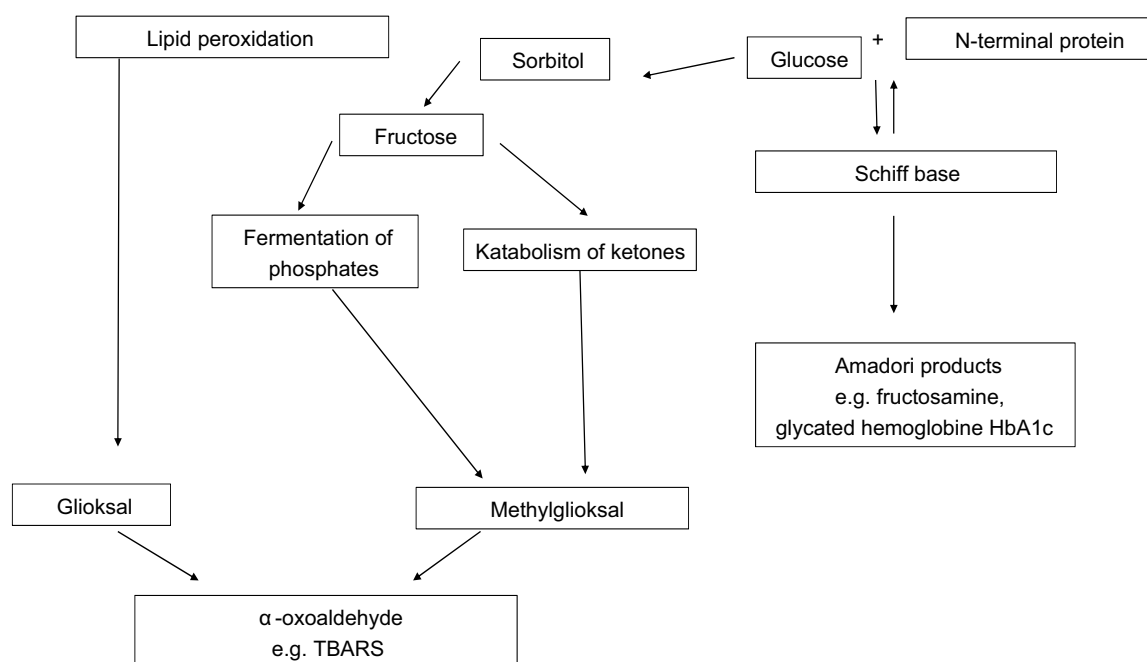 Lipid peroxidation
Sorbitol
Glucose
+
N-terminal protein
Fructose
Schiff base
Fermentation of
phosphates
Katabolism of ketones
Amadori products
e.g. fructosamine,
glycated hemoglobine HbA1c
Glioksal
Methylglioksal
α-oxoaldehyde
e.g. TBARS